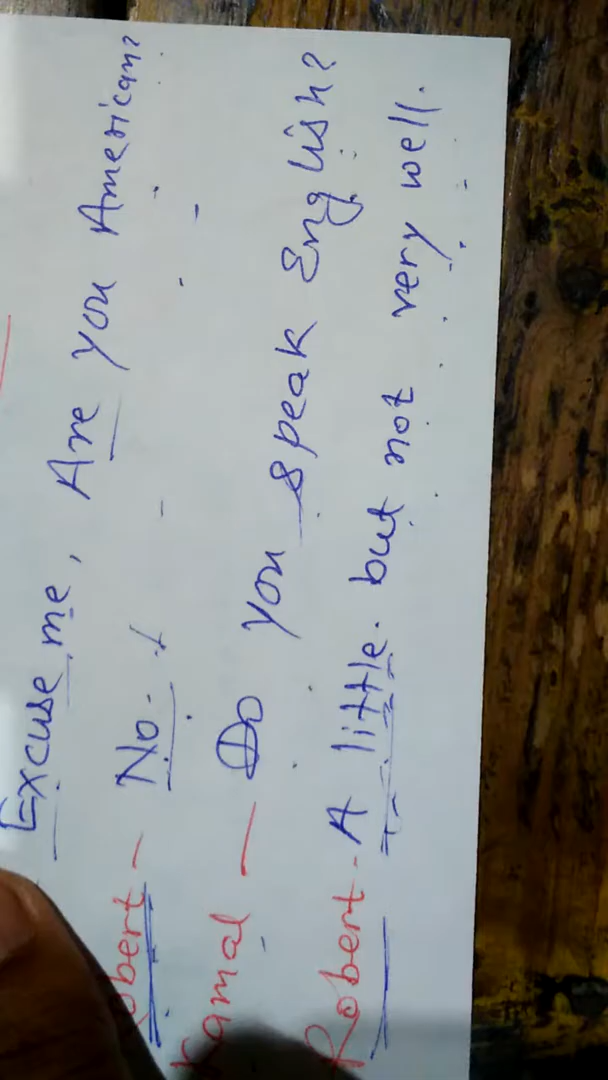 Excuse me, Are you American?
Robert - No.
Kamal - Do you speak English?
Robert - A little. but not very well.